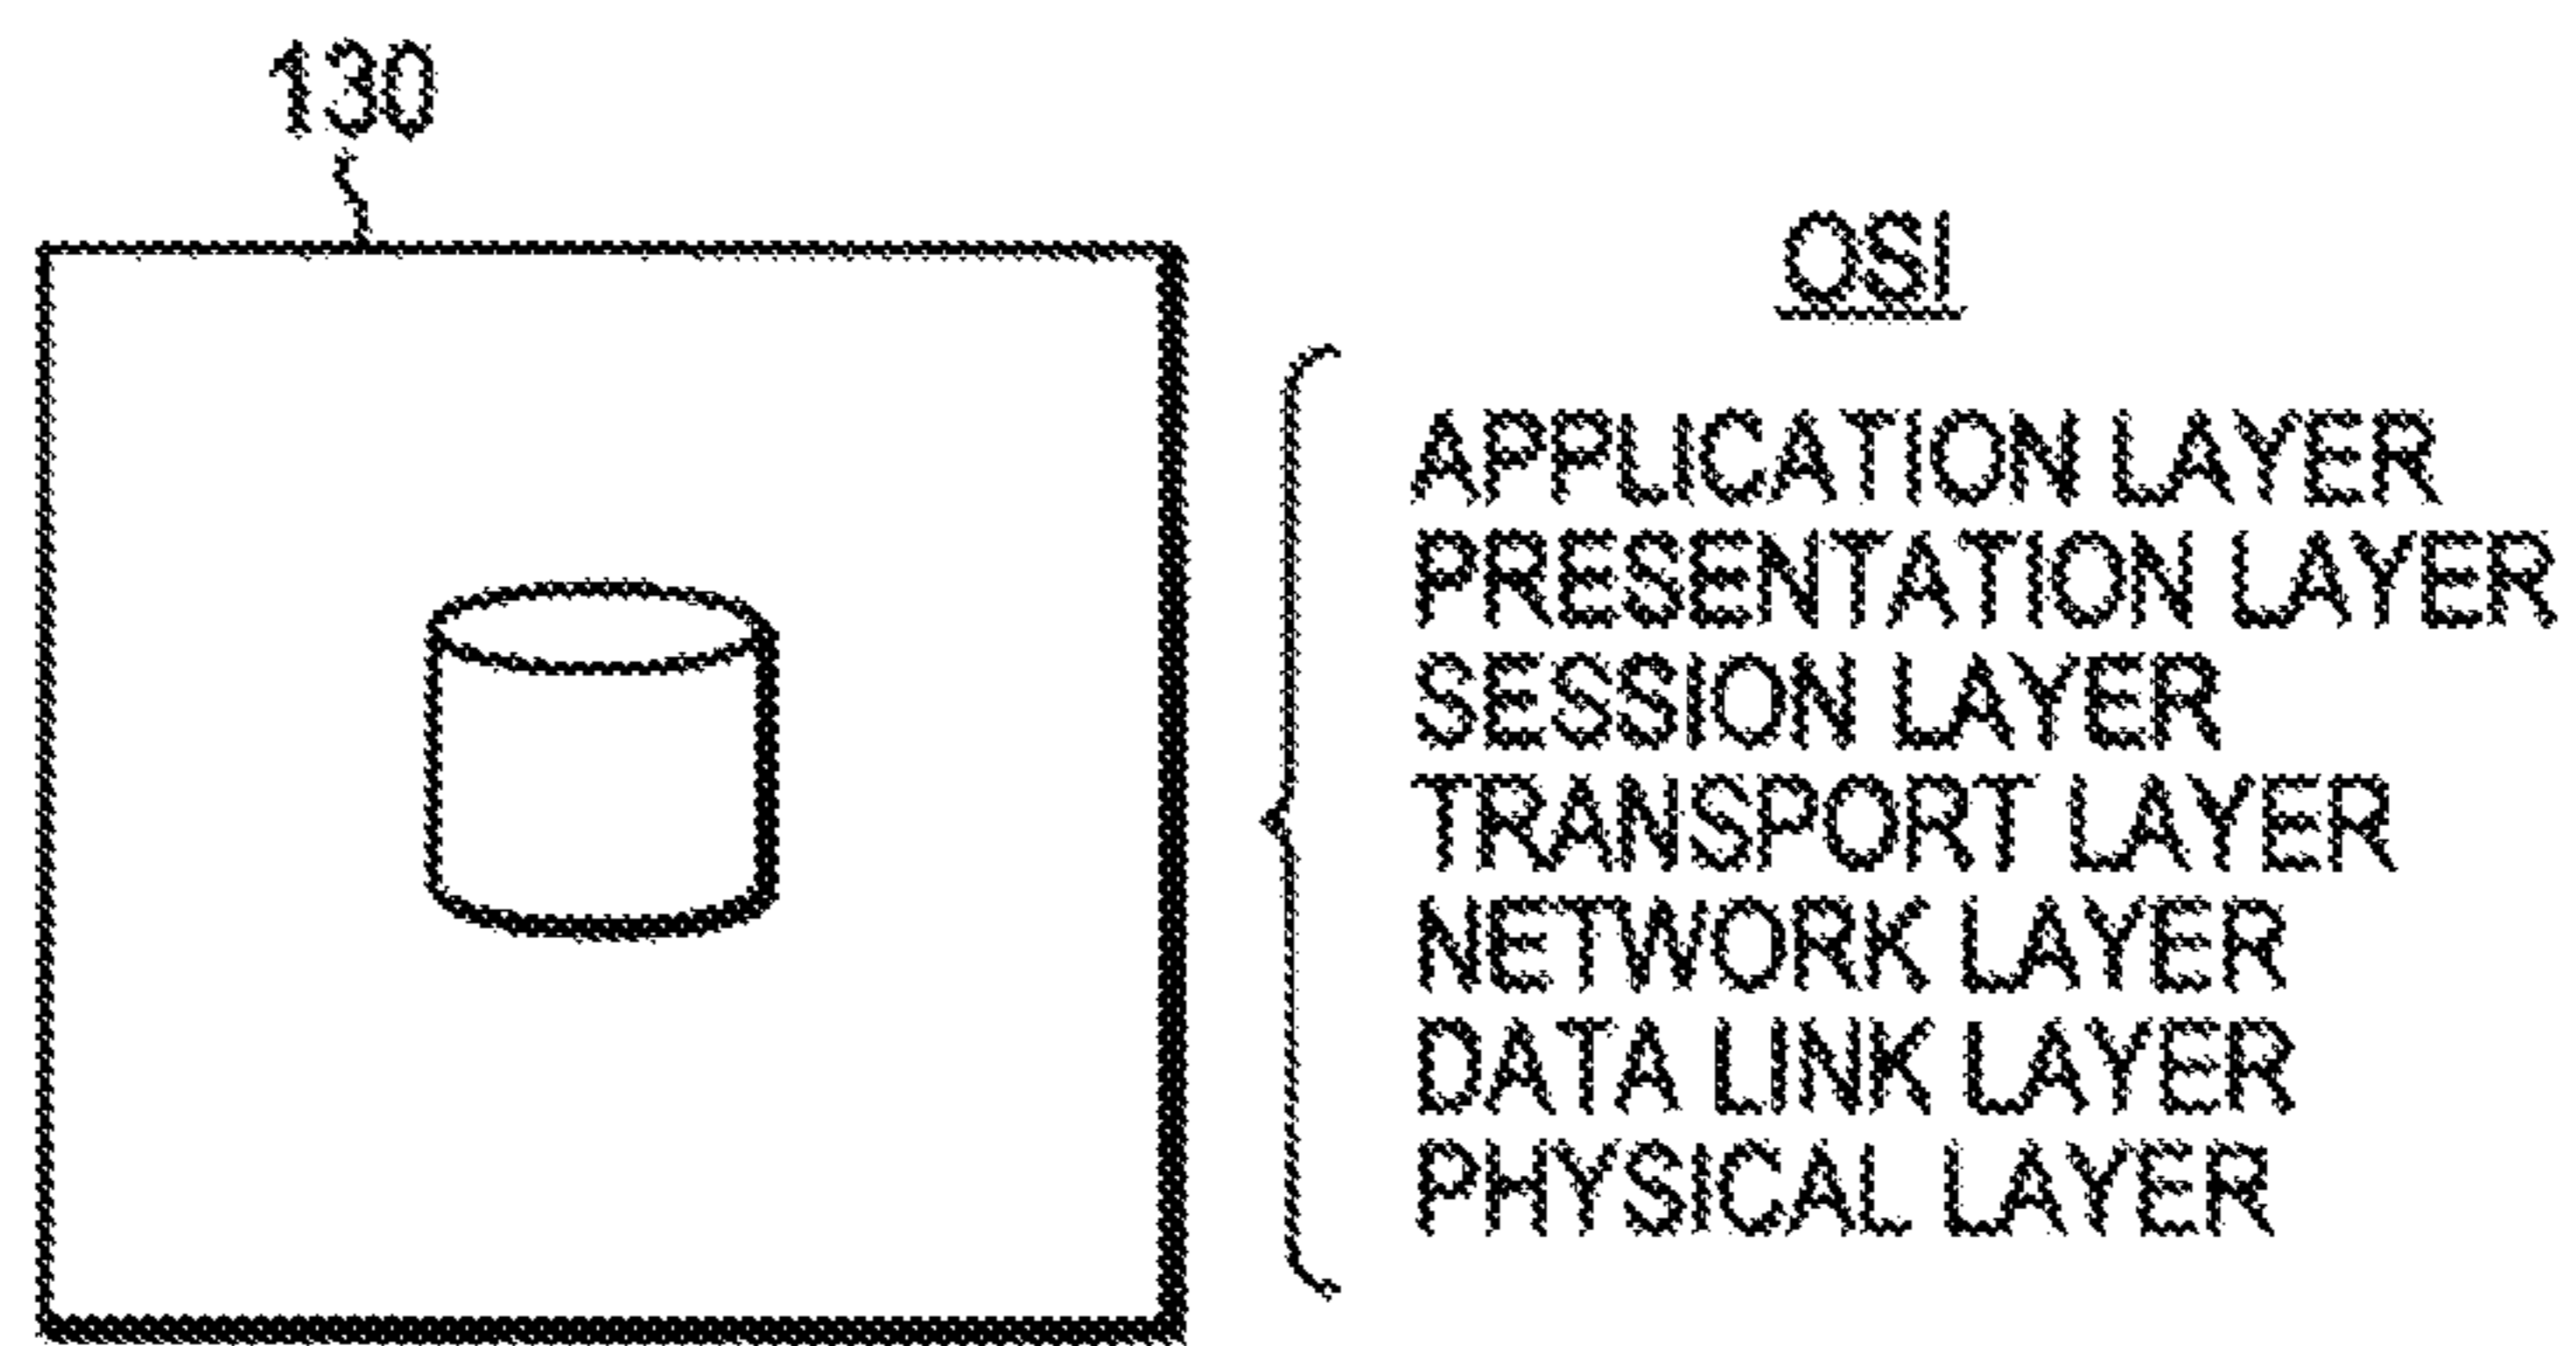 130
OSI
APPLICATION LAYER
PRESENTATION LAYER
SESSION LAYER
TRANSPORT LAYER
NETWORK LAYER
DATA LINK LAYER
PHYSICAL LAYER